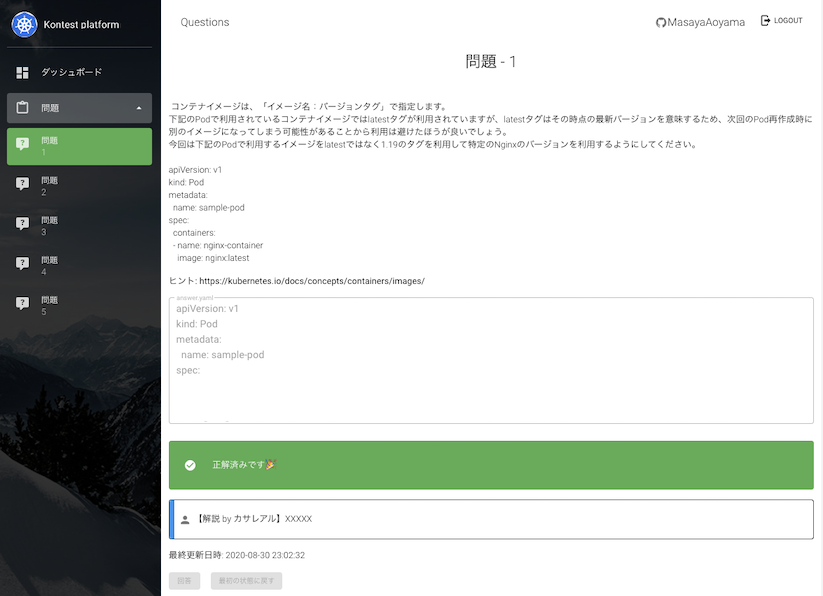 Kontest platform
ダッシュボード
問題
問題
1
問題
2
問題
3
問題
4
問題
5
Questions
MasayaAoyama
LOGOUT
問題 - 1
コンテナイメージは、「イメージ名：バージョンタグ」で指定します。
下記のPodで利用されているコンテナイメージではlatestタグが利用されていますが、latestタグはその時点の最新バージョンを意味するため、次回のPod再作成時に
別のイメージになってしまう可能性があることから利用は避けたほうが良いでしょう。
今回は下記のPodで利用するイメージをlatestではなく1.19のタグを利用して特定のNginxのバージョンを利用するようにしてください。
apiVersion: v1
kind: Pod
metadata:
  name: sample-pod
spec:
  containers:
  - name: nginx-container
    image: nginx:latest
ヒント: https://kubernetes.io/docs/concepts/containers/images/
answer.yaml
apiVersion: v1
kind: Pod
metadata:
  name: sample-pod
spec:
正解済みです🎉
【解説 by カサレアル】XXXXX
最終更新日時: 2020-08-30 23:02:32
回答
最初の状態に戻す